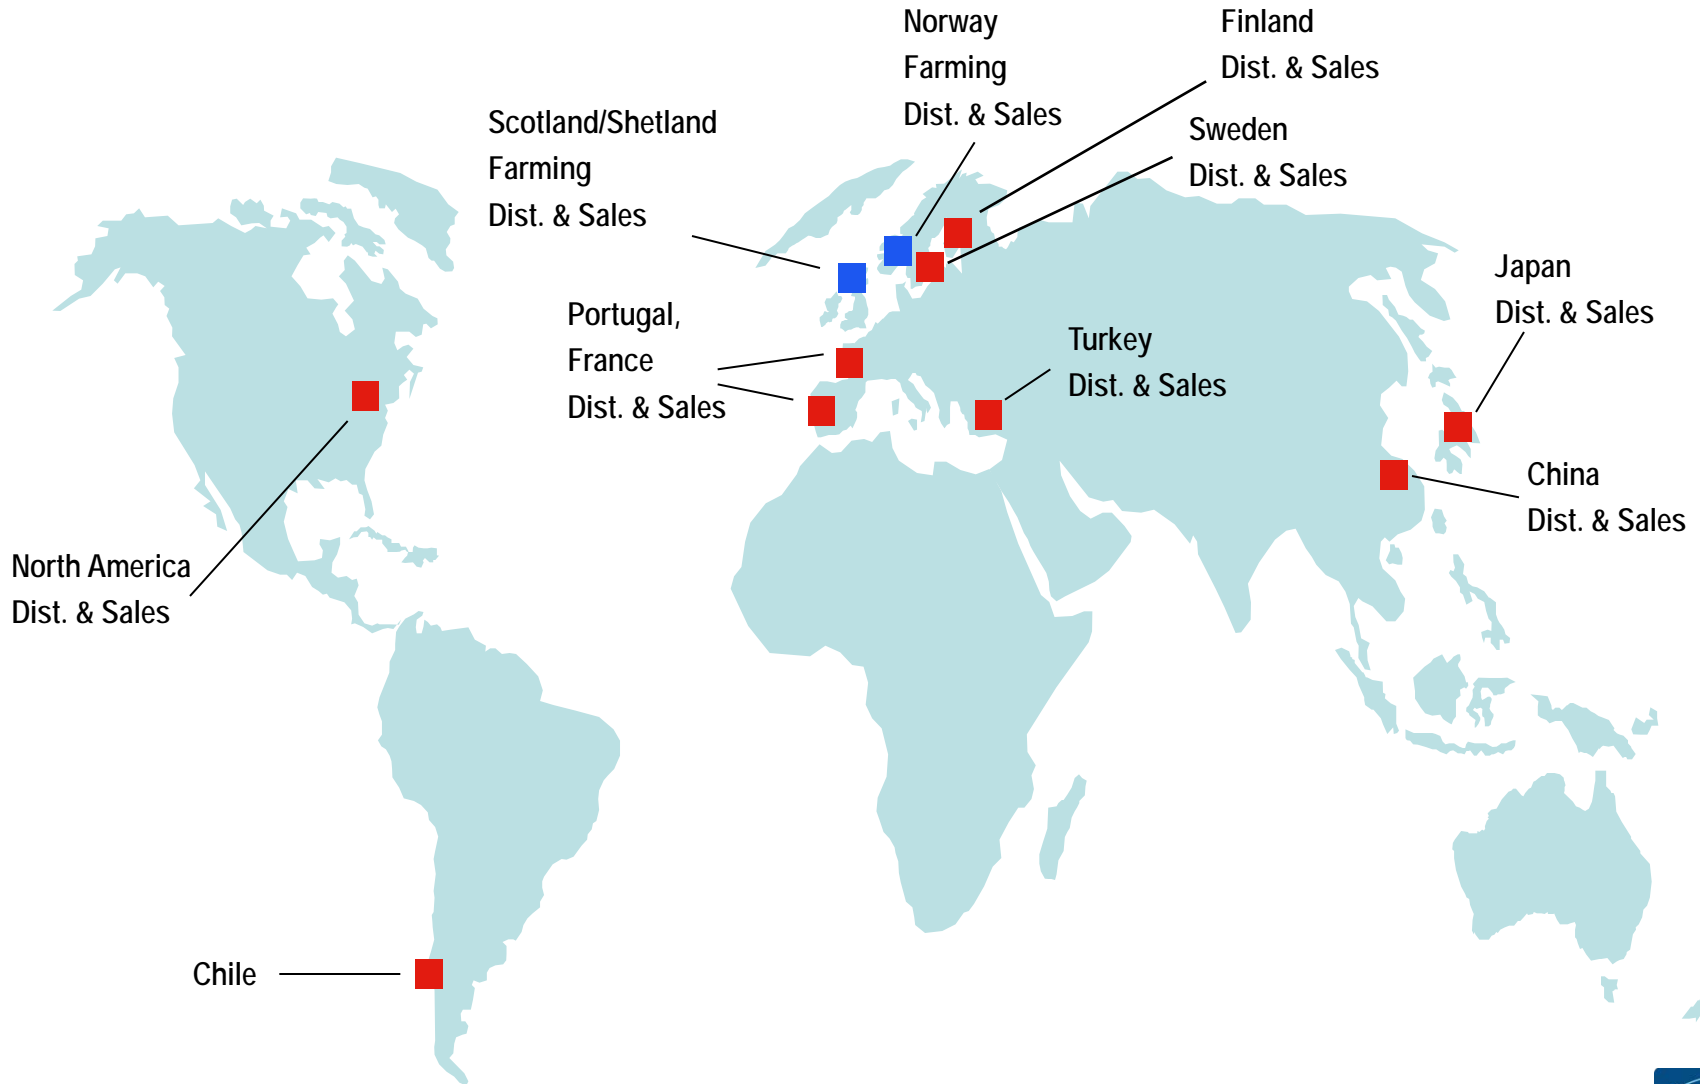 Norway
Farming
Dist. & Sales
Finland
Dist. & Sales
Scotland/Shetland
Farming
Dist. & Sales
Sweden
Dist. & Sales
Japan
Dist. & Sales
Portugal,
France
Dist. & Sales
Turkey
Dist. & Sales
China
Dist. & Sales
North America
Dist. & Sales
Chile